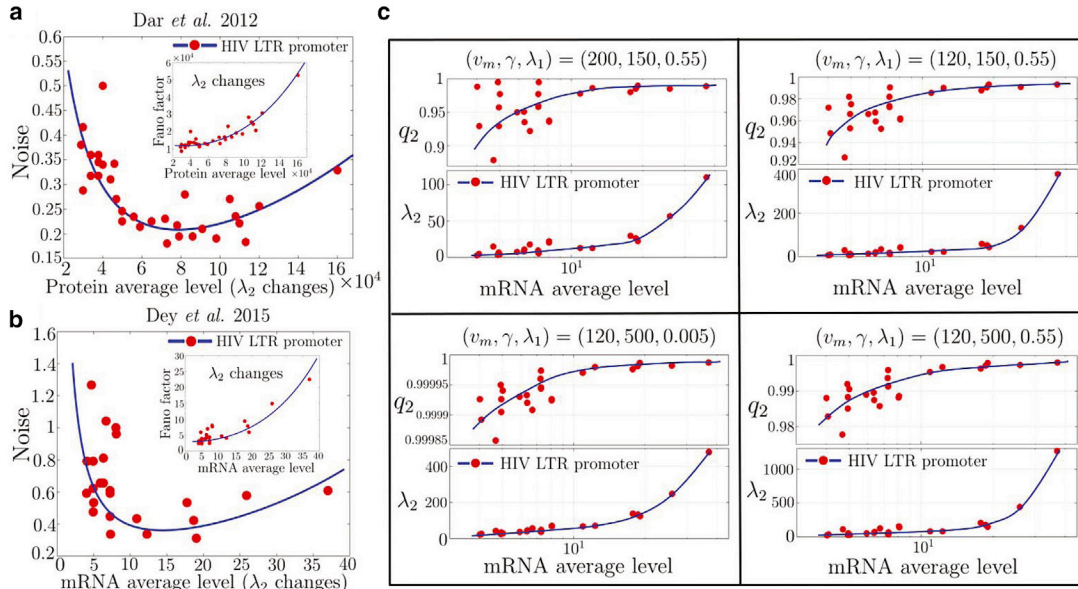 a
Dar et al. 2012
Noise
0.6
0.55
0.5
0.45
0.4
0.35
0.3
0.25
0.2
0.15
HIV LTR promoter
×10⁴
Fano factor
6
5
4
3
2
1
λ₂ changes
2 4 6 8 10 12 14 16
Protein average level ×10⁴
2 4 6 8 10 12 14 16
Protein average level (λ₂ changes) ×10⁴
b
Dey et al. 2015
Noise
1.6
1.4
1.2
1
0.8
0.6
0.4
0.2
HIV LTR promoter
Fano factor
30
25
20
15
10
5
0
λ₂ changes
0 5 10 15 20 25 30 35 40
mRNA average level
0 5 10 15 20 25 30 35 40
mRNA average level (λ₂ changes)
c
(vₘ, γ, λ₁) = (200, 150, 0.55)
q₂
1
0.95
0.9
HIV LTR promoter
λ₂
100
50
0
10¹
mRNA average level
(vₘ, γ, λ₁) = (120, 150, 0.55)
q₂
1
0.98
0.96
0.94
0.92
HIV LTR promoter
λ₂
400
200
0
10¹
mRNA average level
(vₘ, γ, λ₁) = (120, 500, 0.005)
q₂
1
0.99995
0.9999
0.99985
HIV LTR promoter
λ₂
400
200
0
10¹
mRNA average level
(vₘ, γ, λ₁) = (120, 500, 0.55)
q₂
1
0.99
0.98
HIV LTR promoter
λ₂
1000
500
0
10¹
mRNA average level